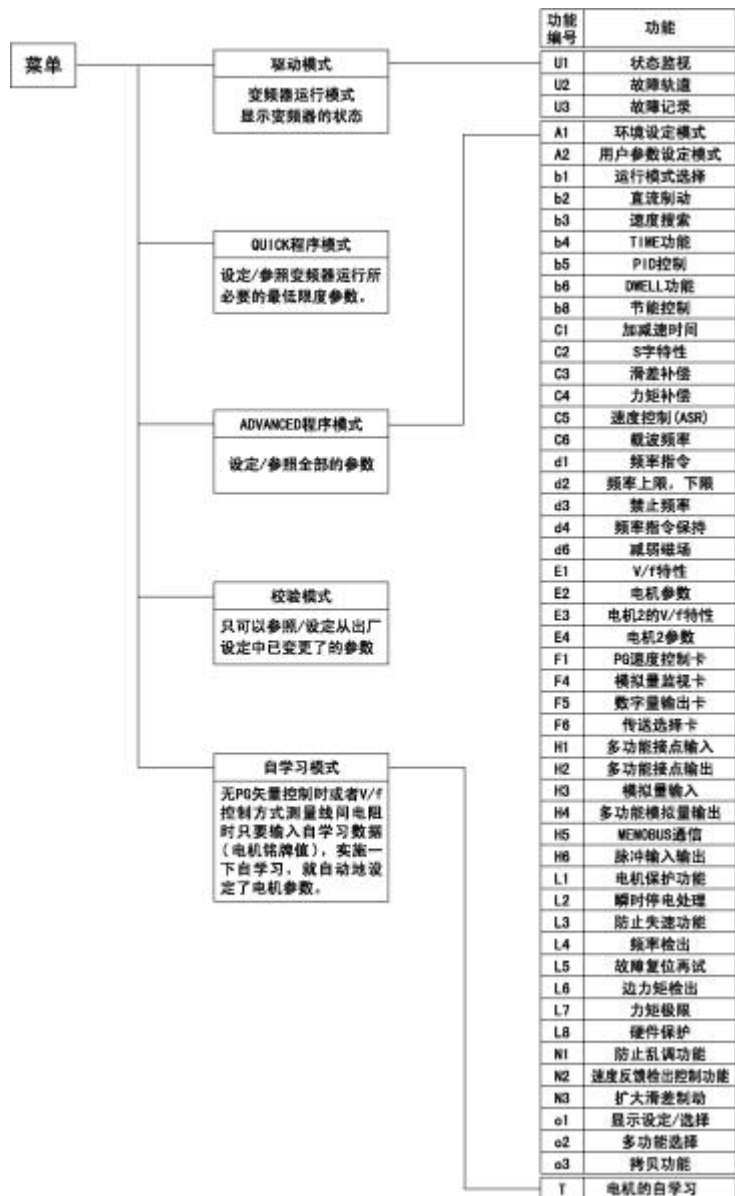 菜单
驱动模式
变频器运行模式
显示变频器的状态
QUICK程序模式
设定/参照变频器运行所
必要的最低限度参数。
ADVANCED程序模式
设定/参照全部的参数
校验模式
只可以参照/设定从出厂
设定中已变更了的参数
自学习模式
无PG矢量控制时或者V/f
控制方式测量线间电阻
时只要输入自学习数据
(电机铭牌值), 实施一
下自学习, 就自动地设
定了电机参数。
功能编号 功能
U1 状态监视
U2 故障轨道
U3 故障记录
A1 环境设定模式
A2 用户参数设定模式
b1 运行模式选择
b2 直流制动
b3 速度搜索
b4 TIME功能
b5 PID控制
b6 DWELL功能
b8 节能控制
C1 加减速时间
C2 S字特性
C3 滑差补偿
C4 力矩补偿
C5 速度控制(ASR)
C6 载波频率
d1 频率指令
d2 频率上限, 下限
d3 禁止频率
d4 频率指令保持
d6 减弱磁场
E1 V/f特性
E2 电机参数
E3 电机2的V/f特性
E4 电机2参数
F1 PG速度控制卡
F4 模拟量监视卡
F5 数字量输出卡
F6 传送选择卡
H1 多功能接点输入
H2 多功能接点输出
H3 模拟量输入
H4 多功能模拟量输出
H5 MEMOBUS通信
H6 脉冲输入输出
L1 电机保护功能
L2 瞬时停电处理
L3 防止失速功能
L4 频率检出
L5 故障复位再试
L6 边力矩检出
L7 力矩极限
L8 硬件保护
N1 防止乱调功能
N2 速度反馈检出控制功能
N3 扩大滑差制动
o1 显示设定/选择
o2 多功能选择
o3 拷贝功能
T 电机的自学习